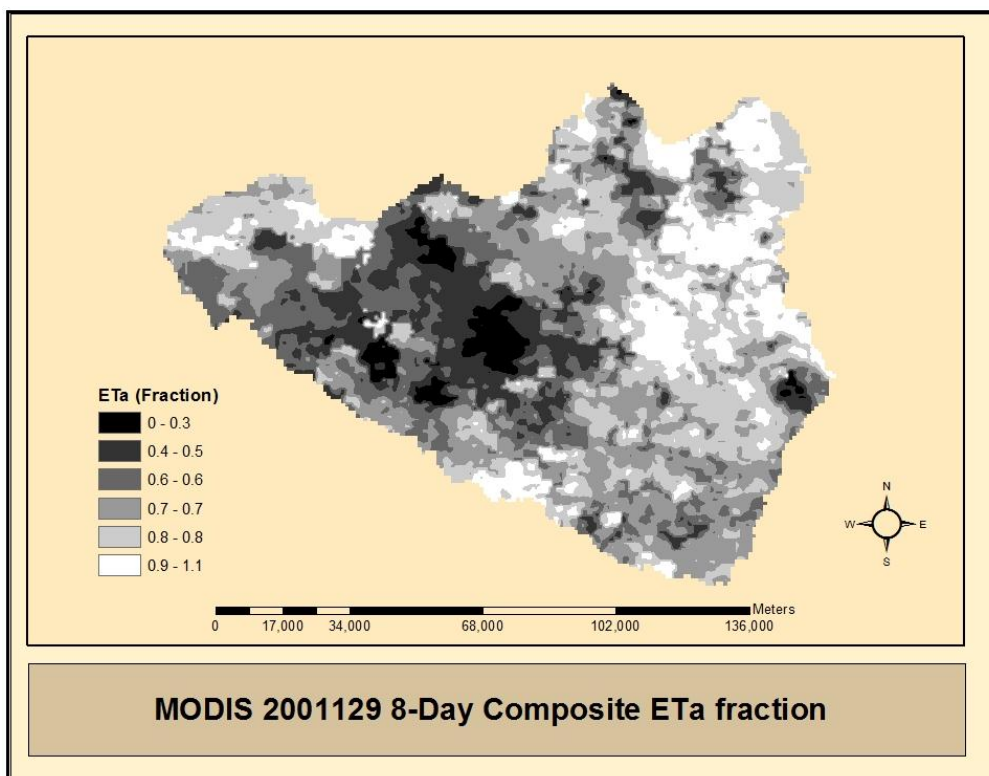 ETa (Fraction)
0 - 0.3
0.4 - 0.5
0.6 - 0.6
0.7 - 0.7
0.8 - 0.8
0.9 - 1.1
N
W E
S
Meters
0 17,000 34,000 68,000 102,000 136,000
MODIS 2001129 8-Day Composite ETa fraction